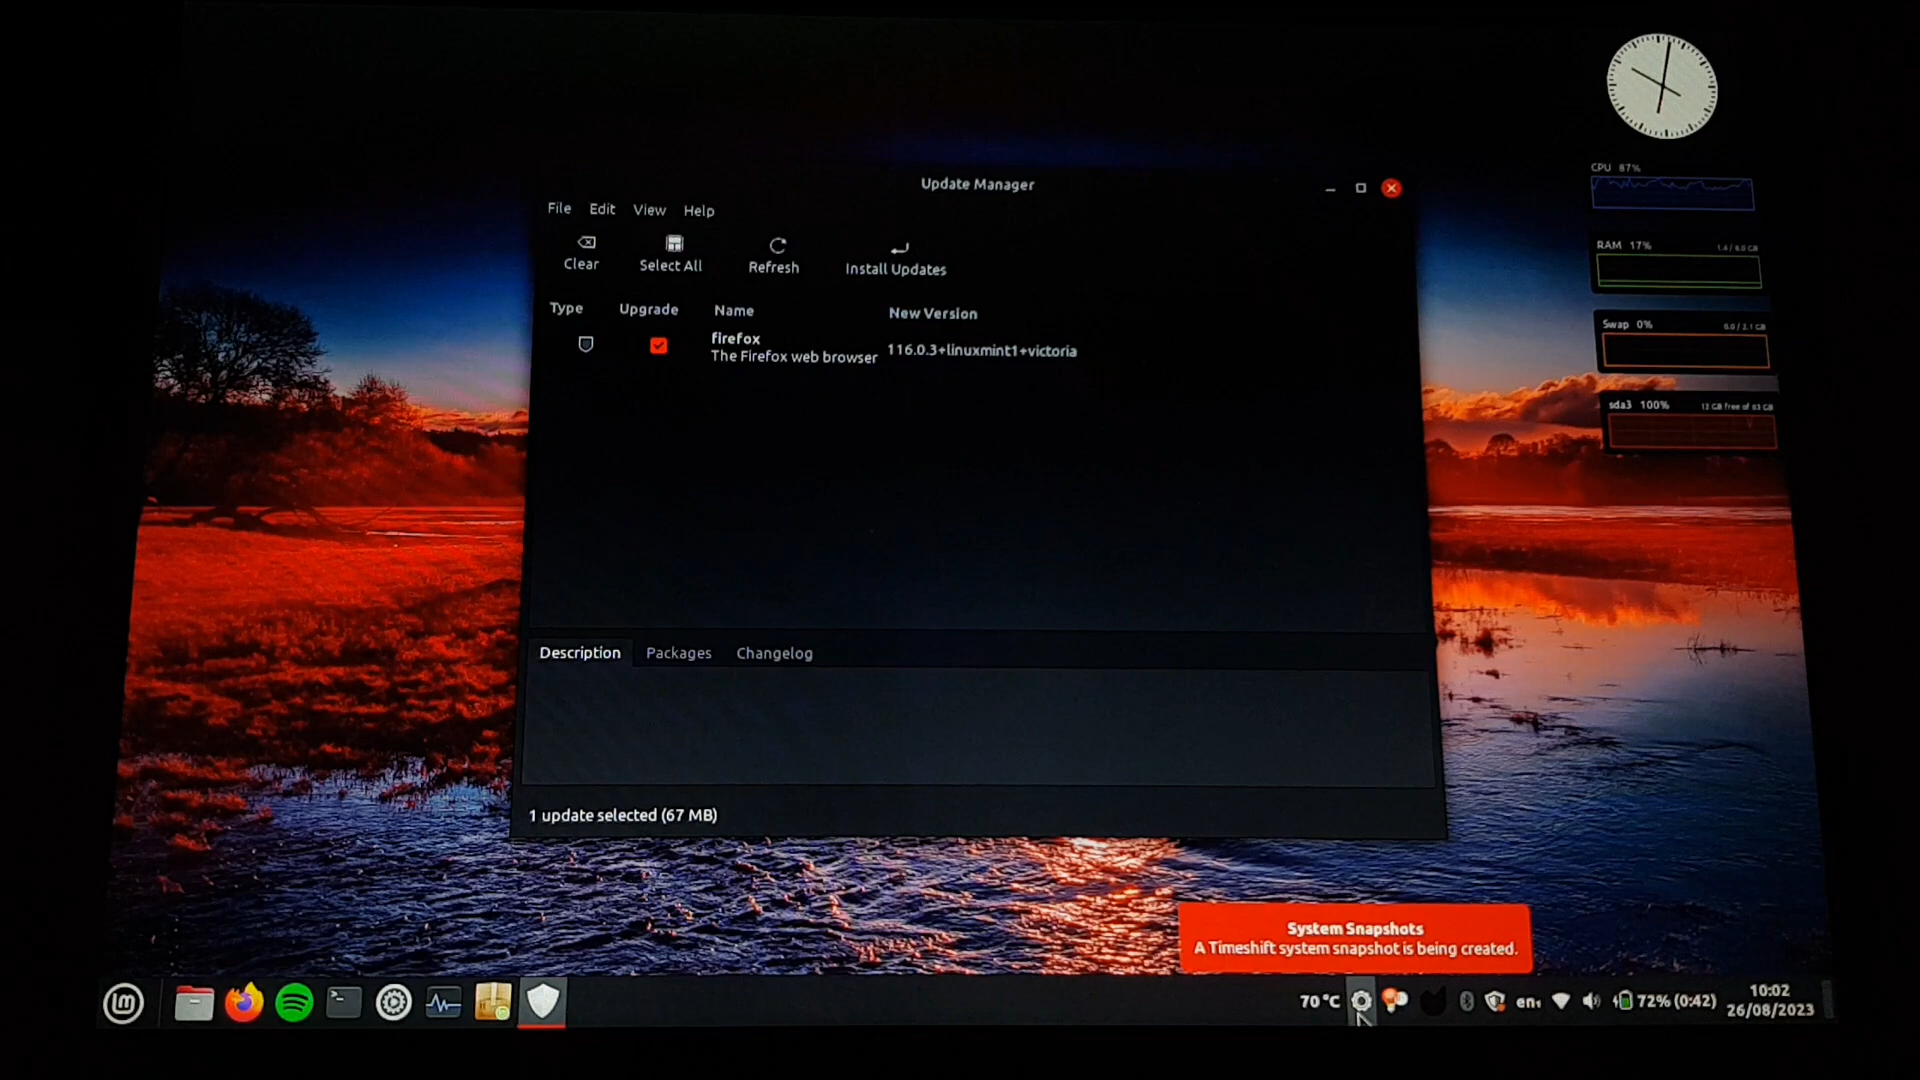 Update Manager
File Edit View Help
Clear Select All Refresh Install Updates
Type Upgrade Name New Version
firefox
The Firefox web browser
116.0.3+linuxmint1+victoria
Description Packages Changelog
1 update selected (67 MB)
CPU 87%
RAM 17%
Swap 0%
sda3 100%
System Snapshots
A Timeshift system snapshot is being created.
70°C
en₁
72% (0:42)
10:02
26/08/2023